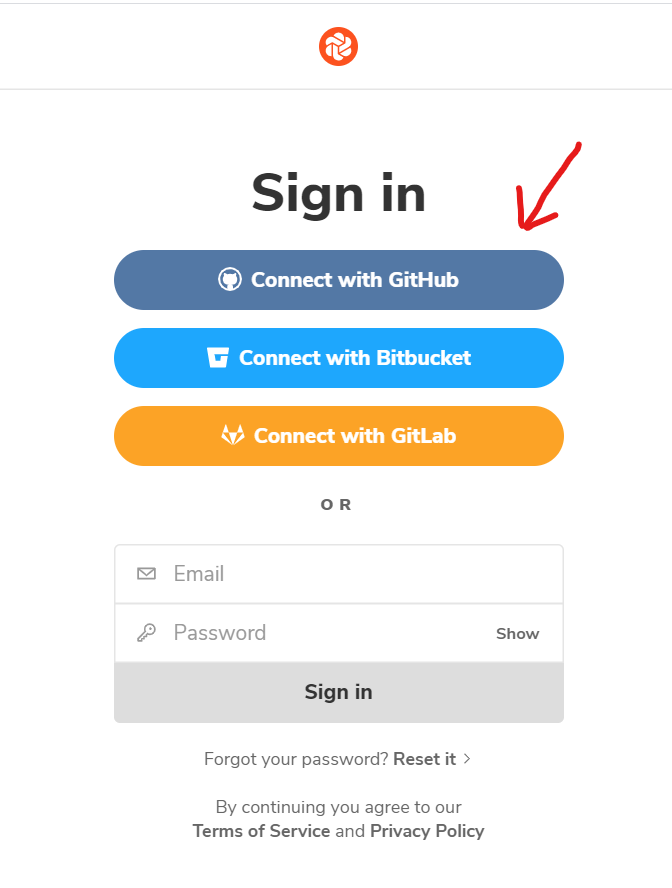 Sign in
Connect with GitHub
Connect with Bitbucket
Connect with GitLab
OR
Email
Password Show
Sign in
Forgot your password? Reset it >
By continuing you agree to our
Terms of Service and Privacy Policy